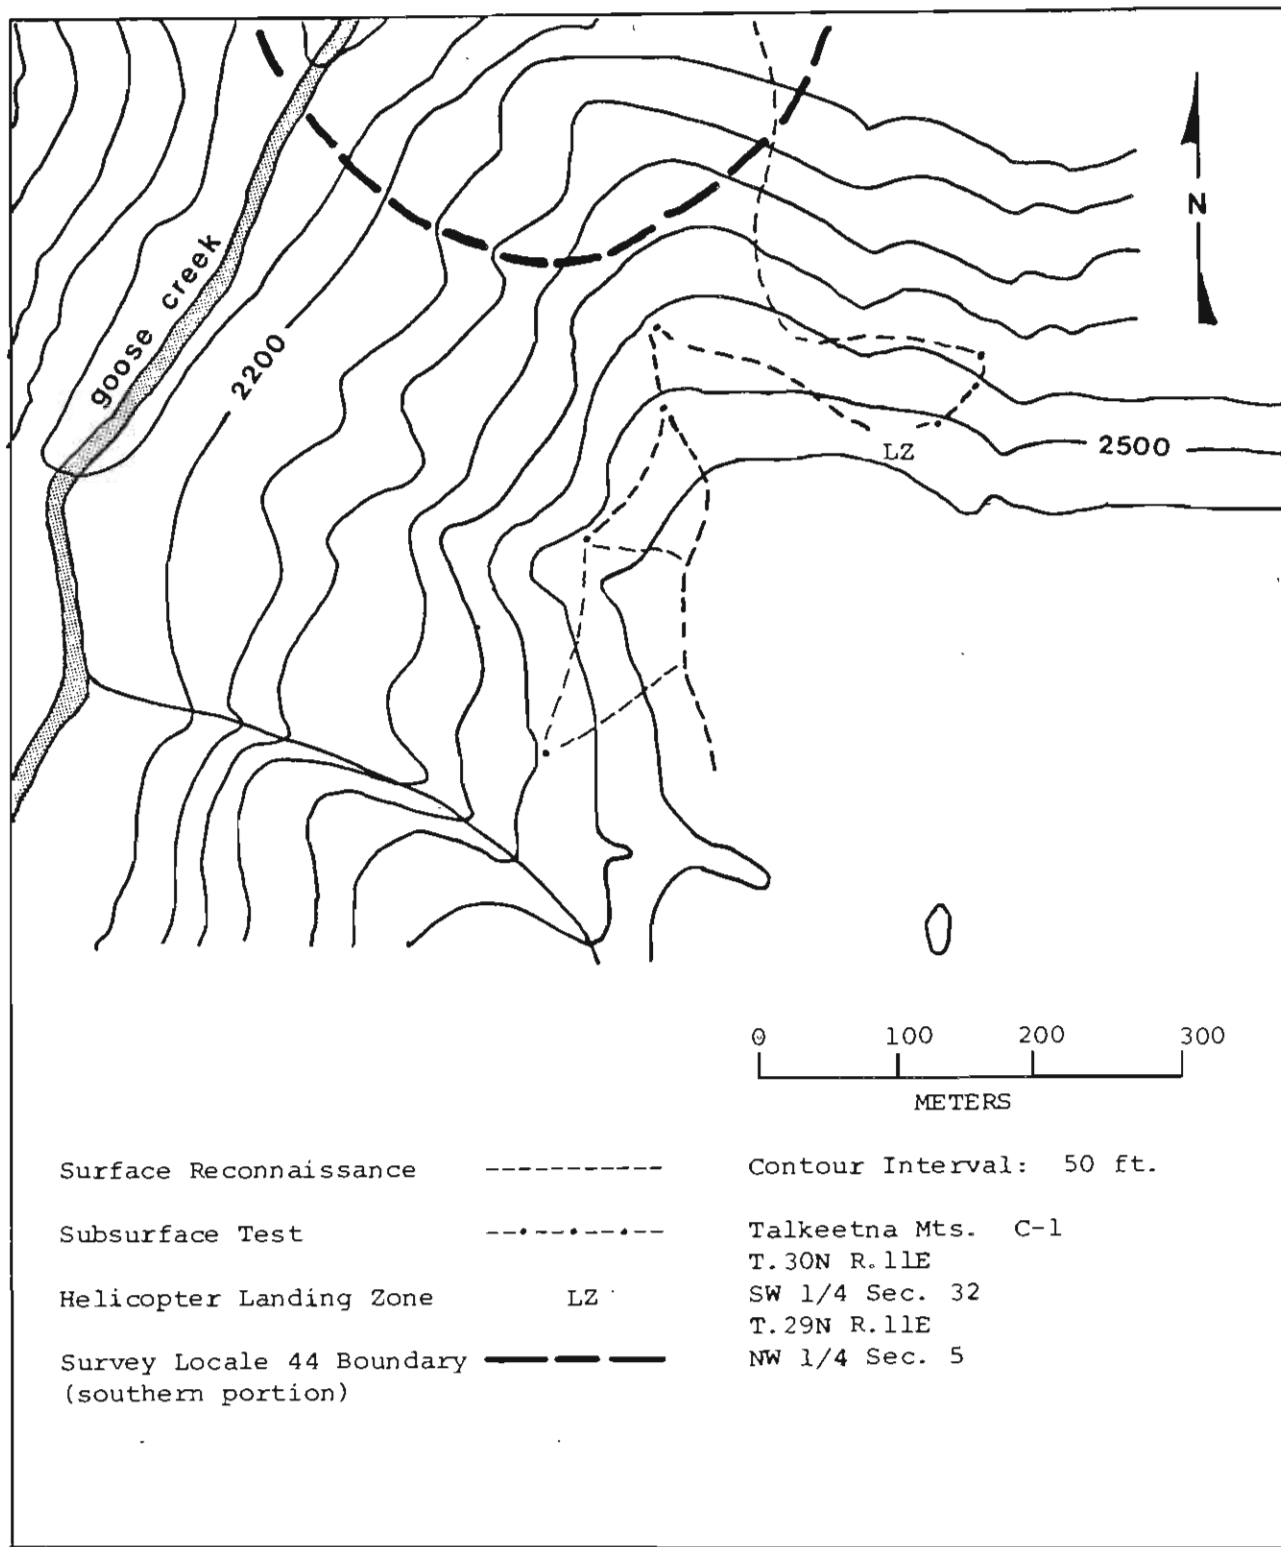 N
goose creek
2200
LZ
2500
0 100 200 300
METERS
Surface Reconnaissance
Contour Interval: 50 ft.
Subsurface Test
Talkeetna Mts. C-1
T.30N R.11E
Helicopter Landing Zone LZ
SW 1/4 Sec. 32
T.29N R.11E
Survey Locale 44 Boundary
NW 1/4 Sec. 5
(southern portion)